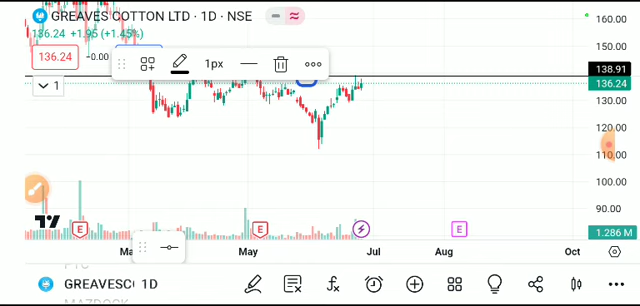 GREAVES COTTON LTD · 1D · NSE
136.24 +1.95 (+1.45%)
136.24
−0.00
1px
1
160.00
150.00
138.91
136.24
130.00
120.00
110.00
100.00
90.00
1.286 M
E
E
E
May
Jul
Aug
Oct
GREAVESCO 1D
MAZDOCK